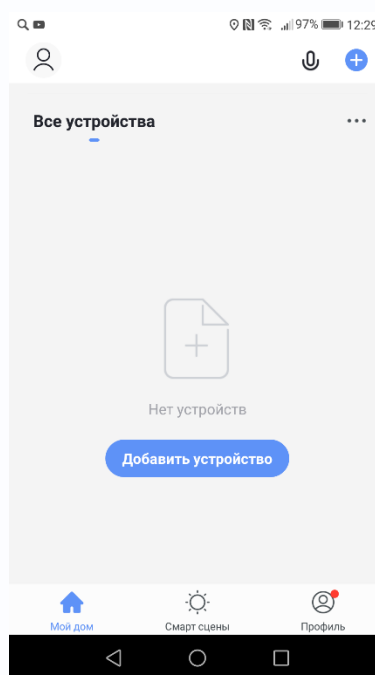 97% 12:29
Все устройства
Нет устройств
Добавить устройство
Мой дом Смарт сцены Профиль